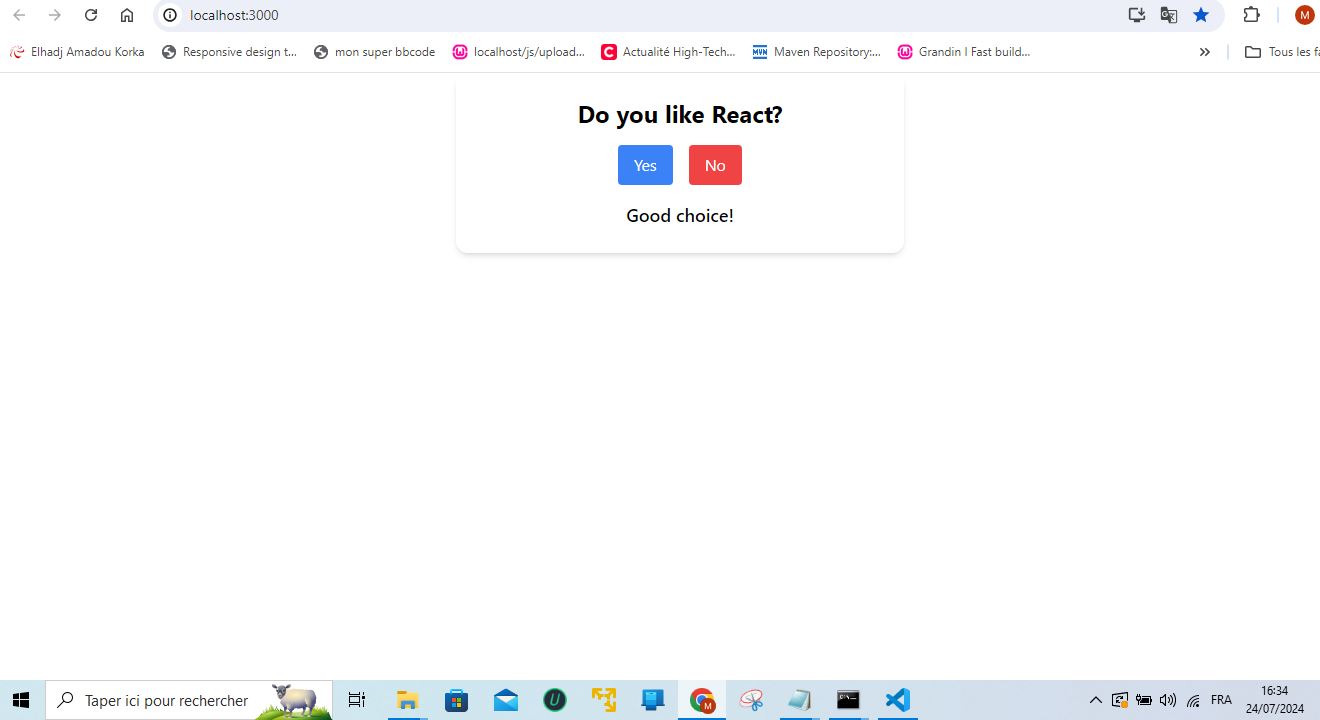 localhost:3000
M
Elhadj Amadou Korka
Responsive design t...
mon super bbcode
localhost/js/upload...
Actualité High-Tech...
Maven Repository:...
Grandin I Fast build...
Tous les fa
Do you like React?
Yes
No
Good choice!
Taper ici pour rechercher
FRA
16:34
24/07/2024